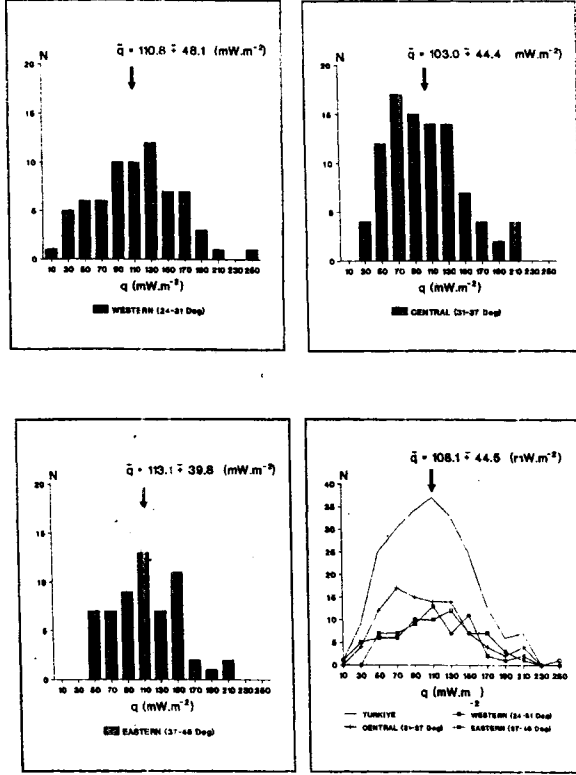 q̄ = 110.8 ∓ 48.1 (mW.m⁻²)
N
20
15
10
5
0
10 30 50 70 90 110 130 150 170 190 210 230 250
q (mW.m⁻²)
WESTERN (24-31 Deg)
q̄ = 103.0 ∓ 44.4 mW.m⁻²)
N
20
15
10
5
0
10 30 50 70 90 110 130 150 170 190 210 230 250
q (mW.m⁻²)
CENTRAL (31-37 Deg)
q̄ = 113.1 ∓ 39.8 (mW.m⁻²)
N
20
15
10
5
0
10 30 50 70 90 110 130 150 170 190 210 230 250
q (mW.m⁻²)
EASTERN (37-46 Deg)
q̄ = 108.1 ∓ 44.5 (mW.m⁻²)
N
40
35
30
25
20
15
10
5
0
10 30 50 70 90 110 130 150 170 190 210 230 250
q (mW.m )
-2
TURKIYE WESTERN (24-31 Deg)
CENTRAL (31-37 Deg) EASTERN (37-46 Deg)